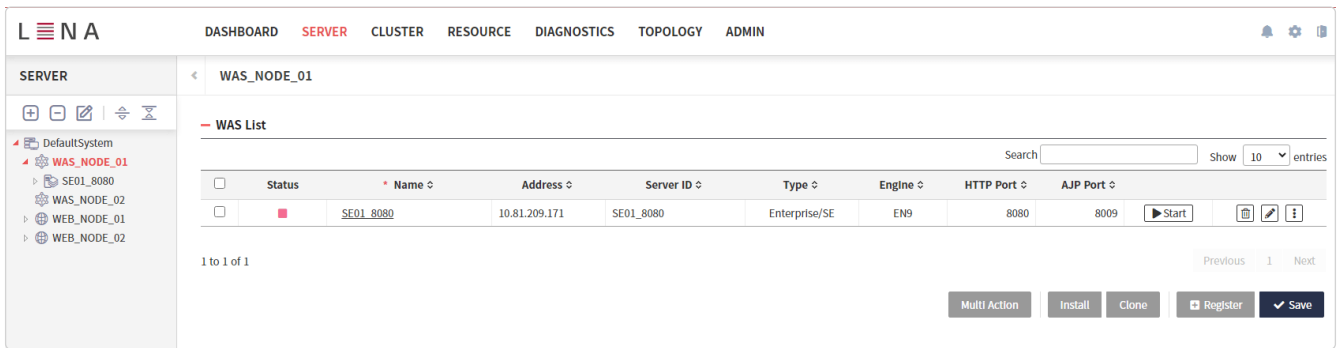 LENA
DASHBOARD SERVER CLUSTER RESOURCE DIAGNOSTICS TOPOLOGY ADMIN
SERVER
WAS_NODE_01
DefaultSystem
WAS_NODE_01
SE01_8080
WAS_NODE_02
WEB_NODE_01
WEB_NODE_02
WAS List
Search Show 10 entries
Status * Name Address Server ID Type Engine HTTP Port AJP Port
SE01_8080 10.81.209.171 SE01_8080 Enterprise/SE EN9 8080 8009 Start
1 to 1 of 1 Previous 1 Next
Multi Action Install Clone Register Save